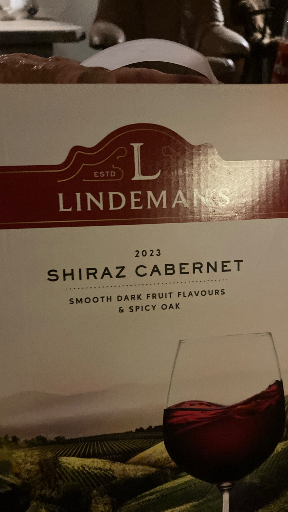 L
ESTD
LINDEMAN'S
2023
SHIRAZ CABERNET
SMOOTH DARK FRUIT FLAVOURS
& SPICY OAK